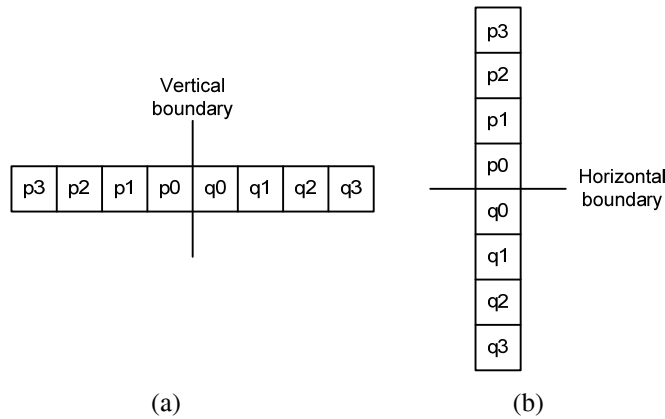 Vertical
boundary
p3 p2 p1 p0 q0 q1 q2 q3
(a)
p3
p2
p1
p0
Horizontal
boundary
q0
q1
q2
q3
(b)